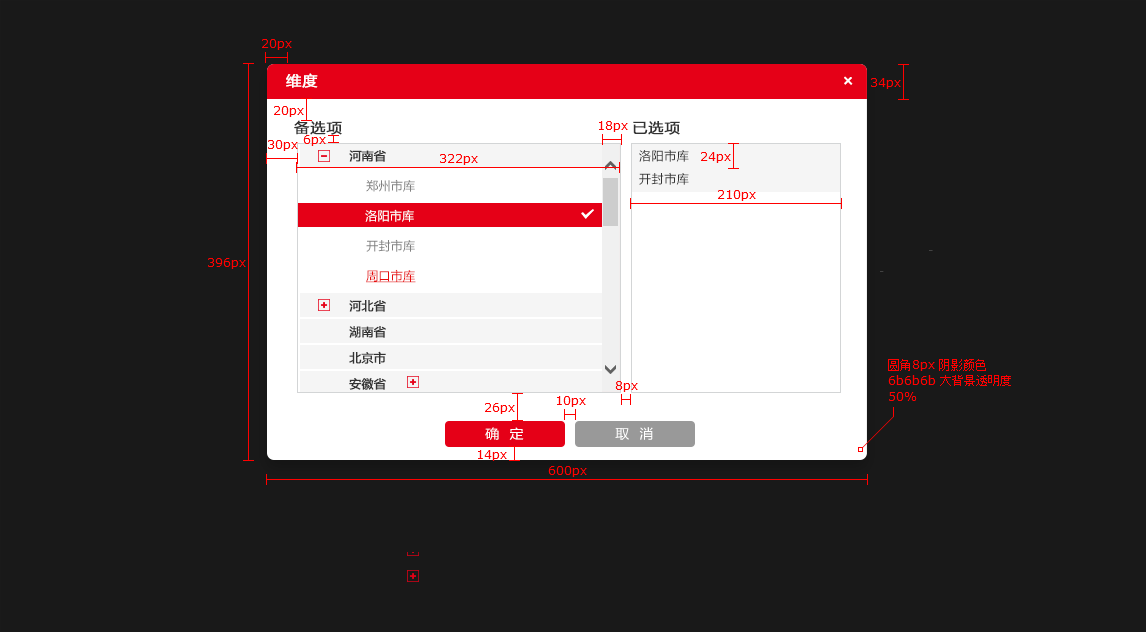 20px
维度
×
34px
20px
备选项
18px
已选项
30px
6px
河南省
322px
洛阳市库
24px
郑州市库
开封市库
210px
洛阳市库
开封市库
396px
周口市库
河北省
湖南省
北京市
圆角8px 阴影颜色
6b6b6b 大背景透明度
50%
安徽省
8px
26px
10px
确 定
取 消
14px
600px